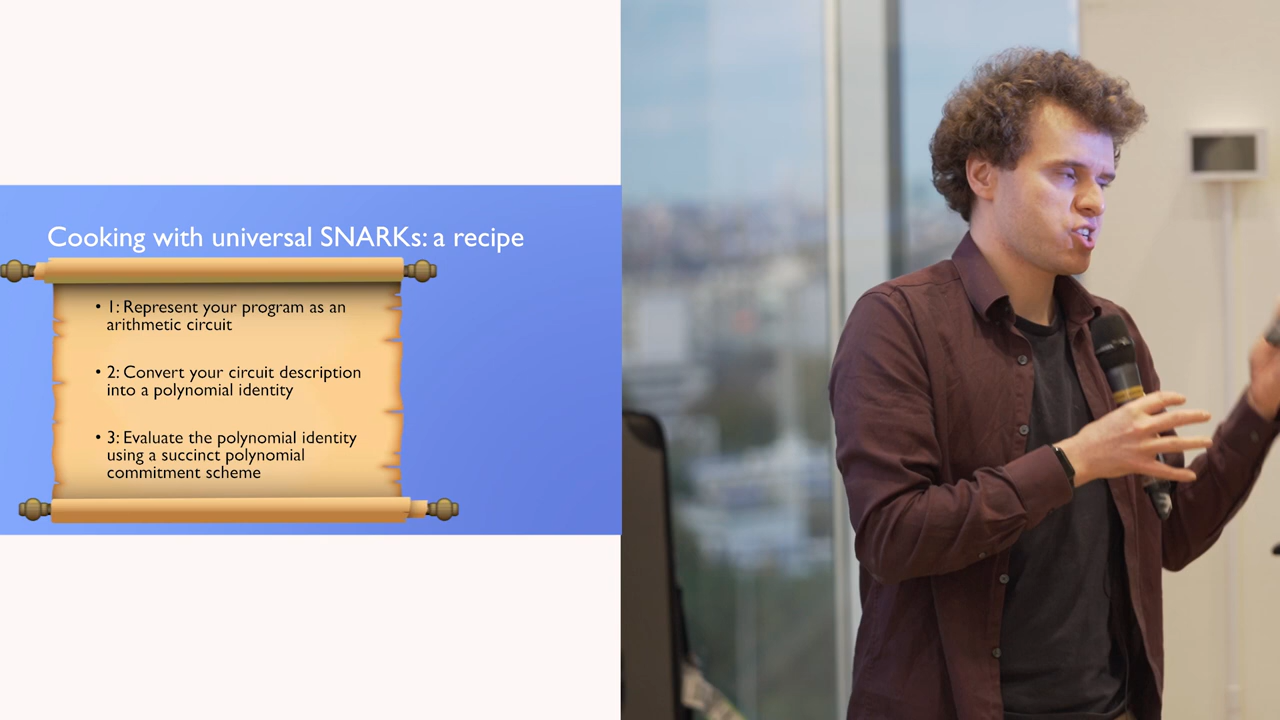 Cooking with universal SNARKs: a recipe
• 1: Represent your program as an
arithmetic circuit
• 2: Convert your circuit description
into a polynomial identity
• 3: Evaluate the polynomial identity
using a succinct polynomial
commitment scheme